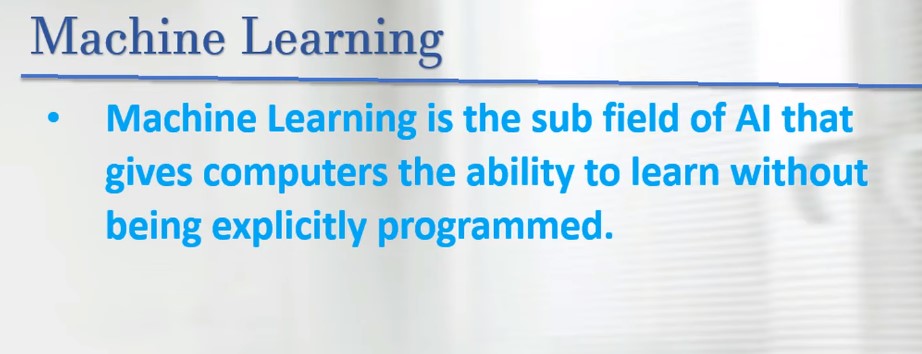 Machine Learning
• Machine Learning is the sub field of AI that
gives computers the ability to learn without
being explicitly programmed.